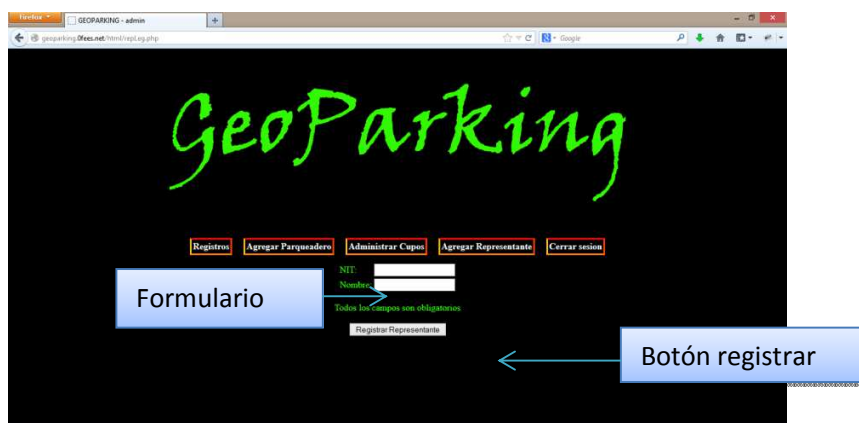 Firefox
GEOPARKING - admin
geoparking.0fees.net/html/repLeg.php
Google
GeoParking
Registros Agregar Parqueadero Administrar Cupos Agregar Representante Cerrar sesion
NIT:
Nombre:
Formulario
Todos los campos son obligatorios
Registrar Representante
Botón registrar